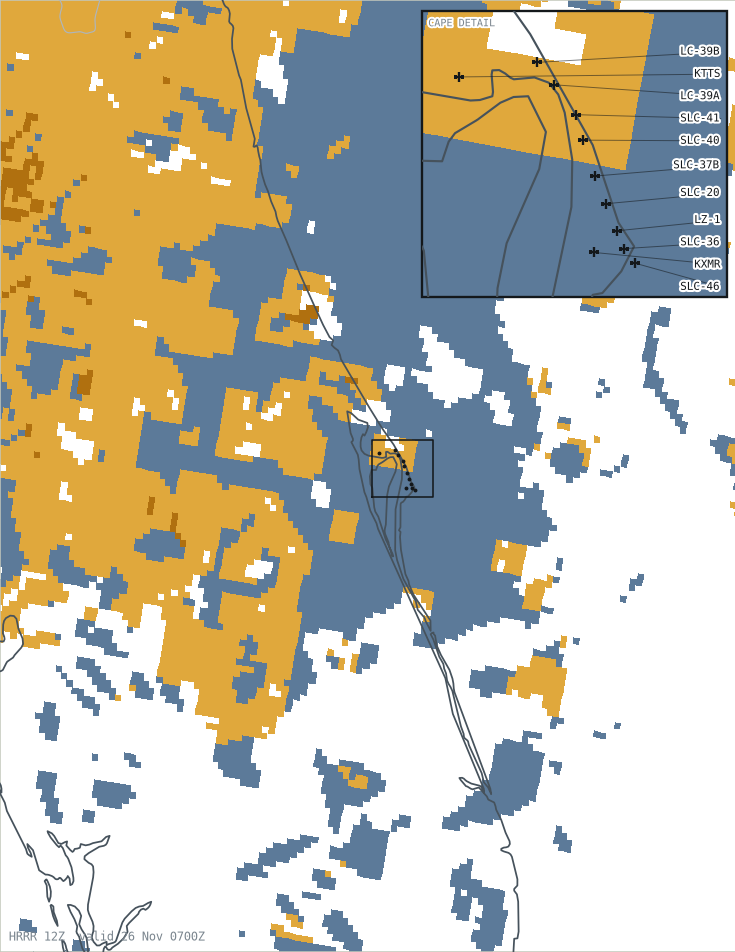 CAPE DETAIL
LC-39B
KTTS
LC-39A
SLC-41
SLC-40
SLC-37B
SLC-20
LZ-1
SLC-36
KXMR
SLC-46
HRRR 12Z valid 26 Nov 0700Z